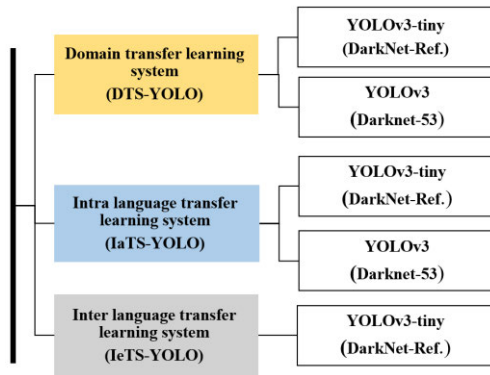 Domain transfer learning
system
(DTS-YOLO)
YOLOv3-tiny
(DarkNet-Ref.)
YOLOv3
(Darknet-53)
Intra language transfer
learning system
(IaTS-YOLO)
YOLOv3-tiny
(DarkNet-Ref.)
YOLOv3
(Darknet-53)
Inter language transfer
learning system
(IeTS-YOLO)
YOLOv3-tiny
(DarkNet-Ref.)